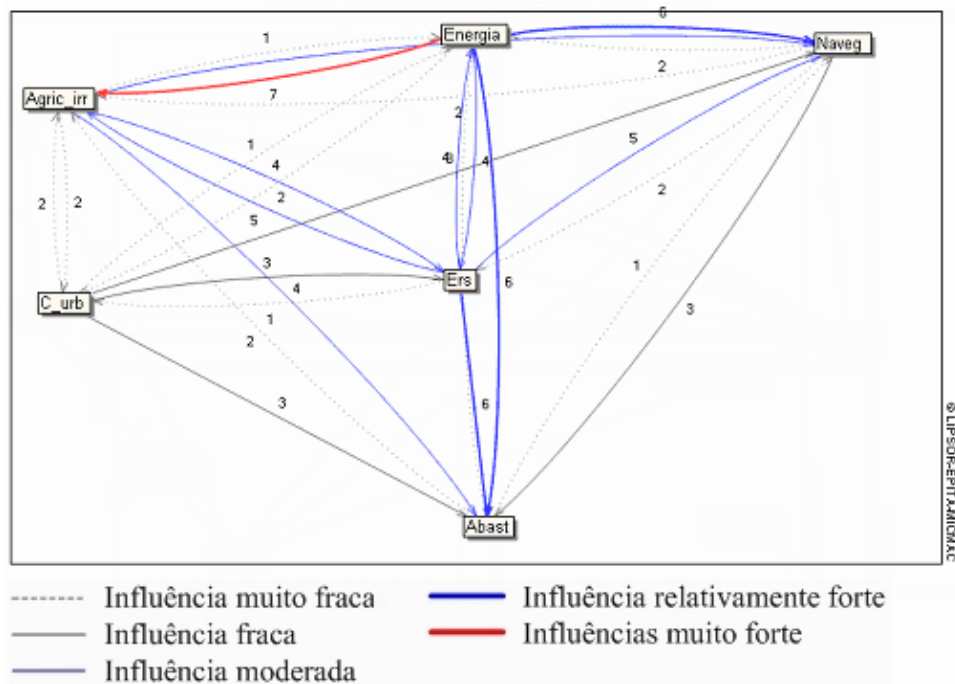 6
Energia
Naveg
1
2
Agric_irr
7
2
1
4
5
4
2
2
2
2
5
Eirs
3
4
6
1
C_urb
1
2
3
3
6
Abast
© LIPSOR-EPITA-MICMAC
Influência muito fraca
Influência relativamente forte
Influência fraca
Influências muito forte
Influência moderada